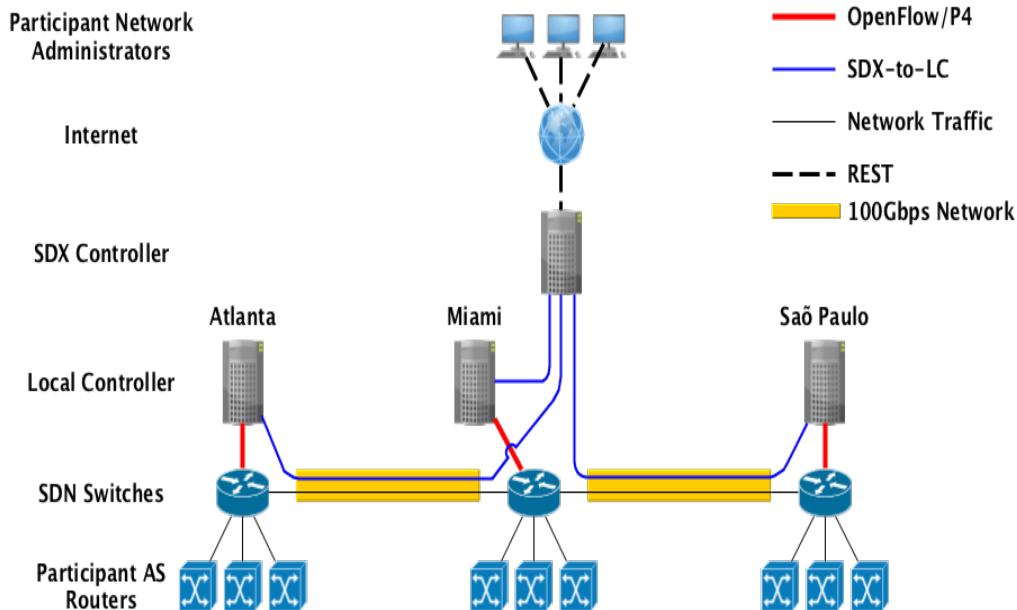 Participant Network
Administrators
OpenFlow/P4
SDX-to-LC
Internet
Network Traffic
REST
100Gbps Network
SDX Controller
Atlanta
Miami
Saõ Paulo
Local Controller
SDN Switches
Participant AS
Routers